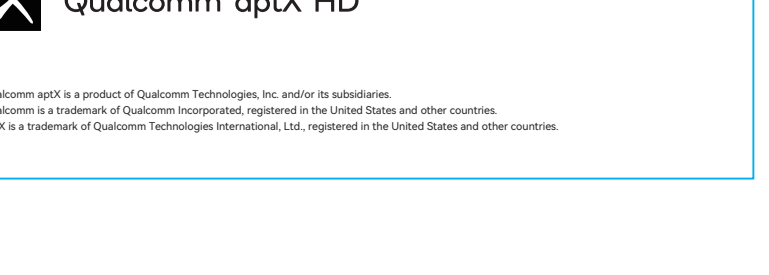 Qualcomm aptX HD
alcomm aptX is a product of Qualcomm Technologies, Inc. and/or its subsidiaries.
alcomm is a trademark of Qualcomm Incorporated, registered in the United States and other countries.
X is a trademark of Qualcomm Technologies International, Ltd., registered in the United States and other countries.